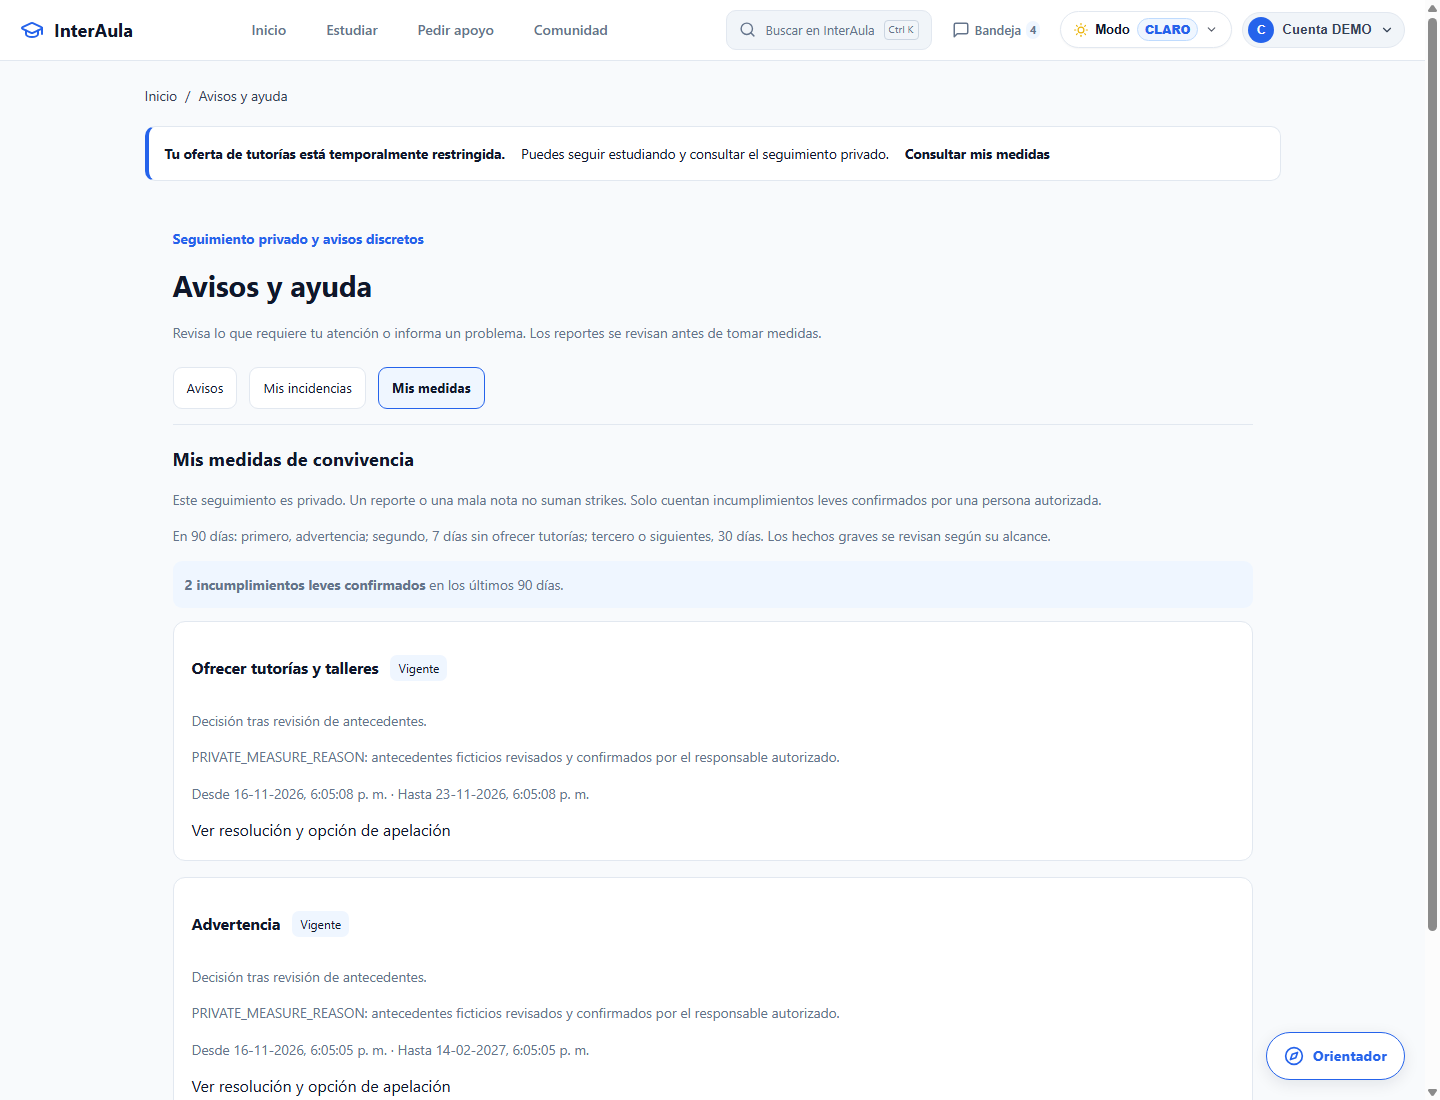 InterAula
Inicio
Estudiar
Pedir apoyo
Comunidad
Buscar en InterAula
Ctrl K
Bandeja
4
Modo
CLARO
C
Cuenta DEMO
Inicio / Avisos y ayuda
Tu oferta de tutorías está temporalmente restringida. Puedes seguir estudiando y consultar el seguimiento privado. Consultar mis medidas
Seguimiento privado y avisos discretos
Avisos y ayuda
Revisa lo que requiere tu atención o informa un problema. Los reportes se revisan antes de tomar medidas.
Avisos
Mis incidencias
Mis medidas
Mis medidas de convivencia
Este seguimiento es privado. Un reporte o una mala nota no suman strikes. Solo cuentan incumplimientos leves confirmados por una persona autorizada.
En 90 días: primero, advertencia; segundo, 7 días sin ofrecer tutorías; tercero o siguientes, 30 días. Los hechos graves se revisan según su alcance.
2 incumplimientos leves confirmados en los últimos 90 días.
Ofrecer tutorías y talleres
Vigente
Decisión tras revisión de antecedentes.
PRIVATE_MEASURE_REASON: antecedentes ficticios revisados y confirmados por el responsable autorizado.
Desde 16-11-2026, 6:05:08 p. m. · Hasta 23-11-2026, 6:05:08 p. m.
Ver resolución y opción de apelación
Advertencia
Vigente
Decisión tras revisión de antecedentes.
PRIVATE_MEASURE_REASON: antecedentes ficticios revisados y confirmados por el responsable autorizado.
Desde 16-11-2026, 6:05:05 p. m. · Hasta 14-02-2027, 6:05:05 p. m.
Ver resolución y opción de apelación
Orientador